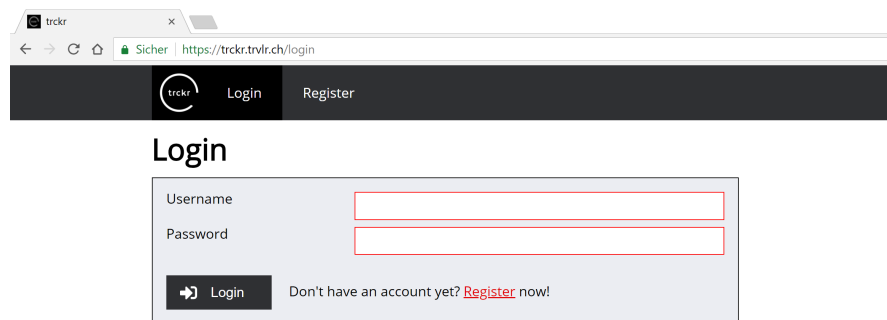 trckr
Sicher https://trckr.trvlr.ch/login
trckr Login Register
Login
Username
Password
Login Don't have an account yet? Register now!